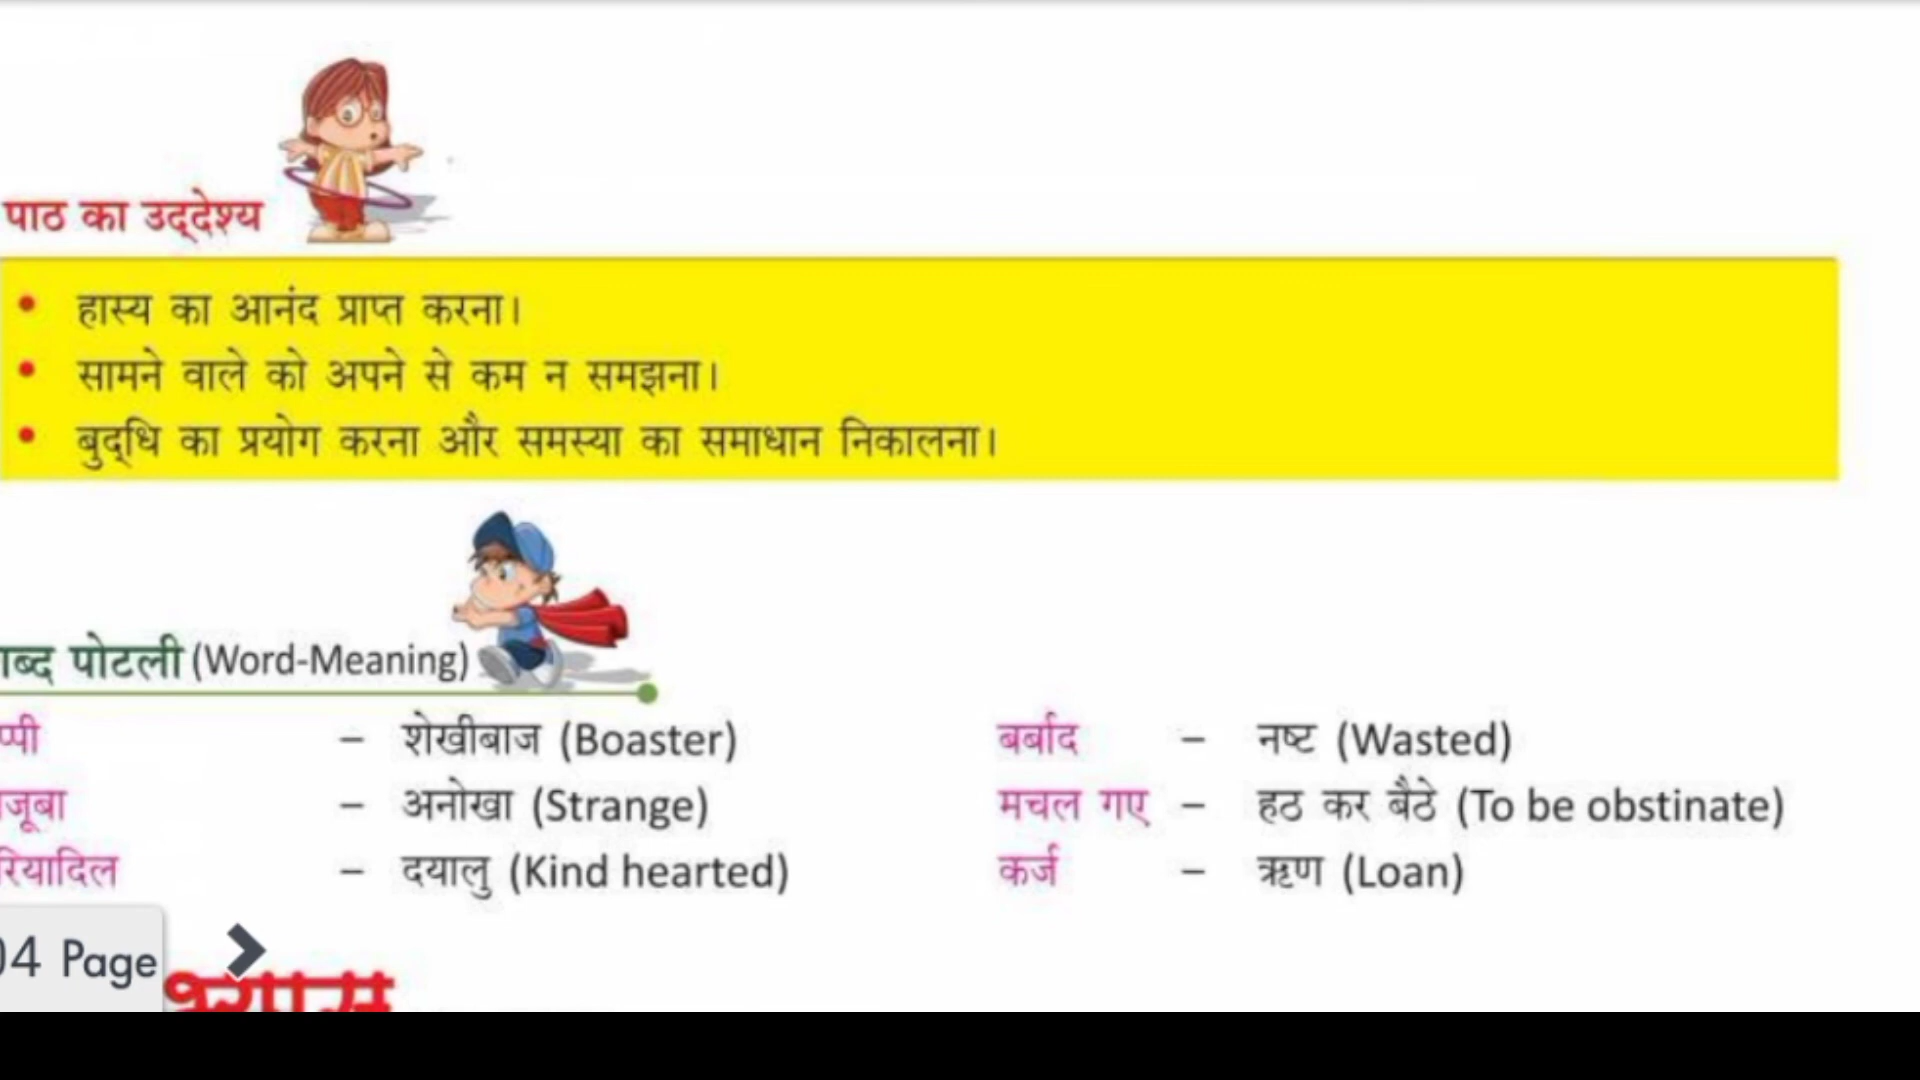 पाठ का उद्‌देश्य
• हास्य का आनंद प्राप्त करना।
• सामने वाले को अपने से कम न समझना।
• बुद्‌धि का प्रयोग करना और समस्या का समाधान निकालना।
पोटली (Word-Meaning)
– शेखीबाज (Boaster) बर्बाद – नष्ट (Wasted)
– अनोखा (Strange) मचल गए – हठ कर बैठे (To be obstinate)
– दयालु (Kind hearted) कर्ज – ऋण (Loan)
04 Page